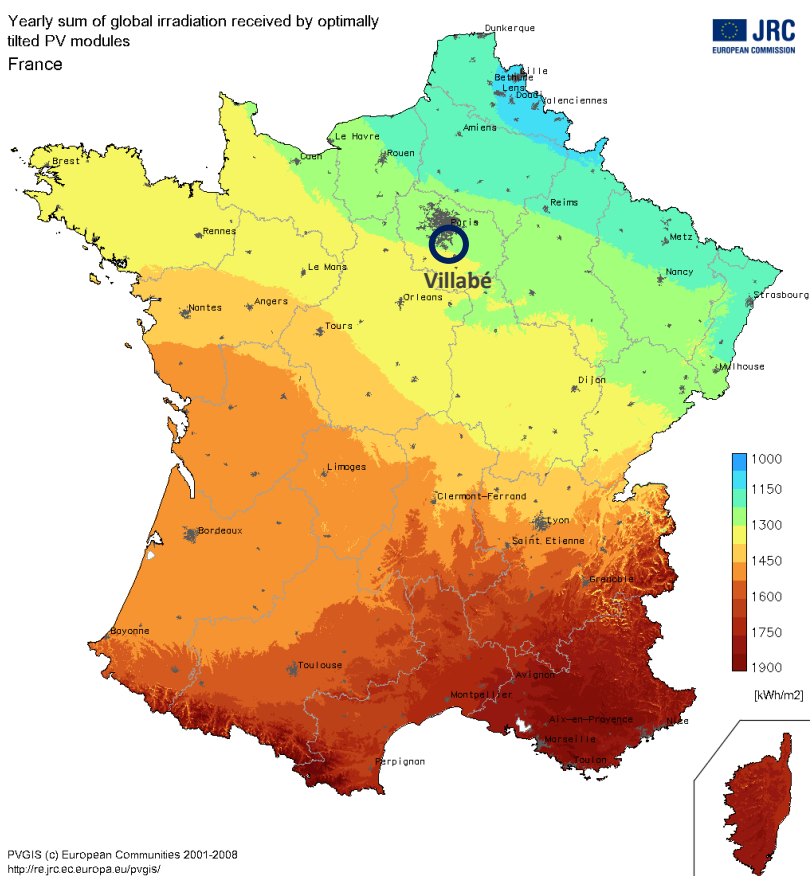 Yearly sum of global irradiation received by optimally
tilted PV modules
France
JRC
EUROPEAN COMMISSION
Dunkerque
Lille
Bethune
Lens
Douai
Valenciennes
Amiens
Le Havre
Rouen
Caen
Brest
Paris
Reims
Metz
Nancy
Strasbourg
Rennes
Le Mans
Villabé
Orleans
Nantes
Angers
Tours
Mulhouse
Dijon
Limoges
Clermont-Ferrand
Lyon
Saint Etienne
Bordeaux
Grenoble
Bayonne
Toulouse
Avignon
Montpellier
Aix-en-Provence
Nice
Marseille
Toulon
Perpignan
1000
1150
1300
1450
1600
1750
1900
[kWh/m2]
PVGIS (c) European Communities 2001-2008
http://re.jrc.ec.europa.eu/pvgis/